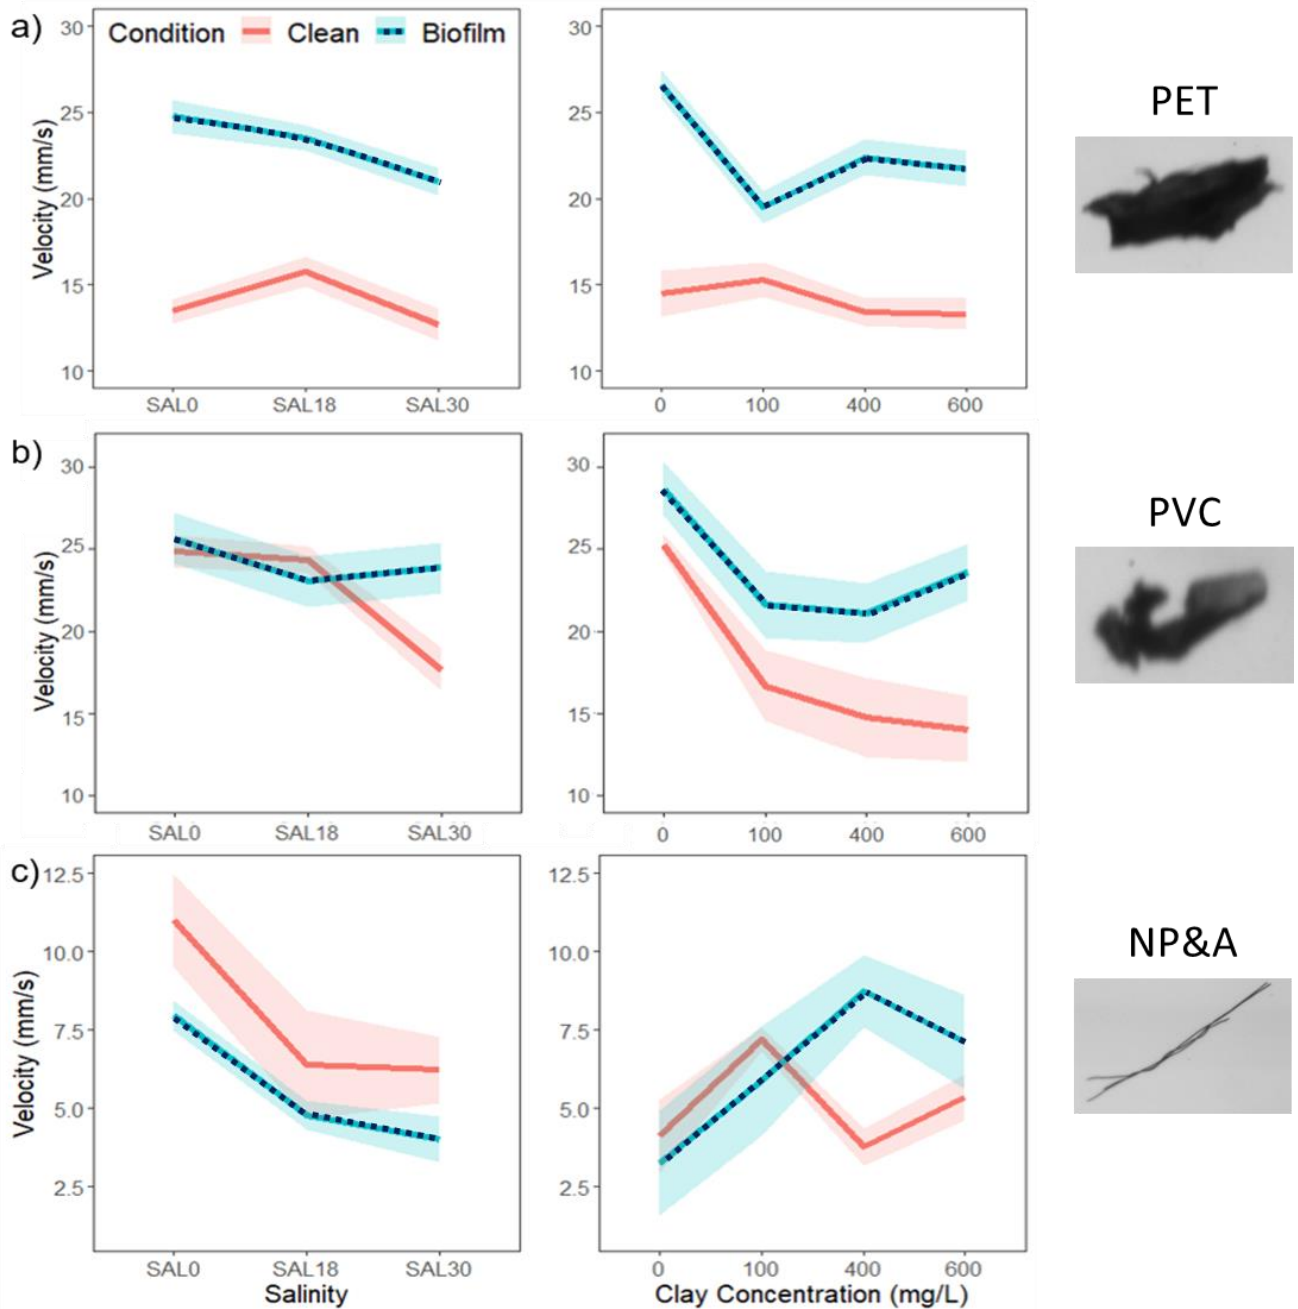 a)
Condition Clean Biofilm
30
25
20
15
10
Velocity (mm/s)
SAL0 SAL18 SAL30
30
25
20
15
10
0 100 400 600
PET
b)
30
25
20
15
10
Velocity (mm/s)
SAL0 SAL18 SAL30
30
25
20
15
10
0 100 400 600
PVC
c)
12.5
10.0
7.5
5.0
2.5
Velocity (mm/s)
SAL0 SAL18 SAL30
Salinity
12.5
10.0
7.5
5.0
2.5
0 100 400 600
Clay Concentration (mg/L)
NP&A